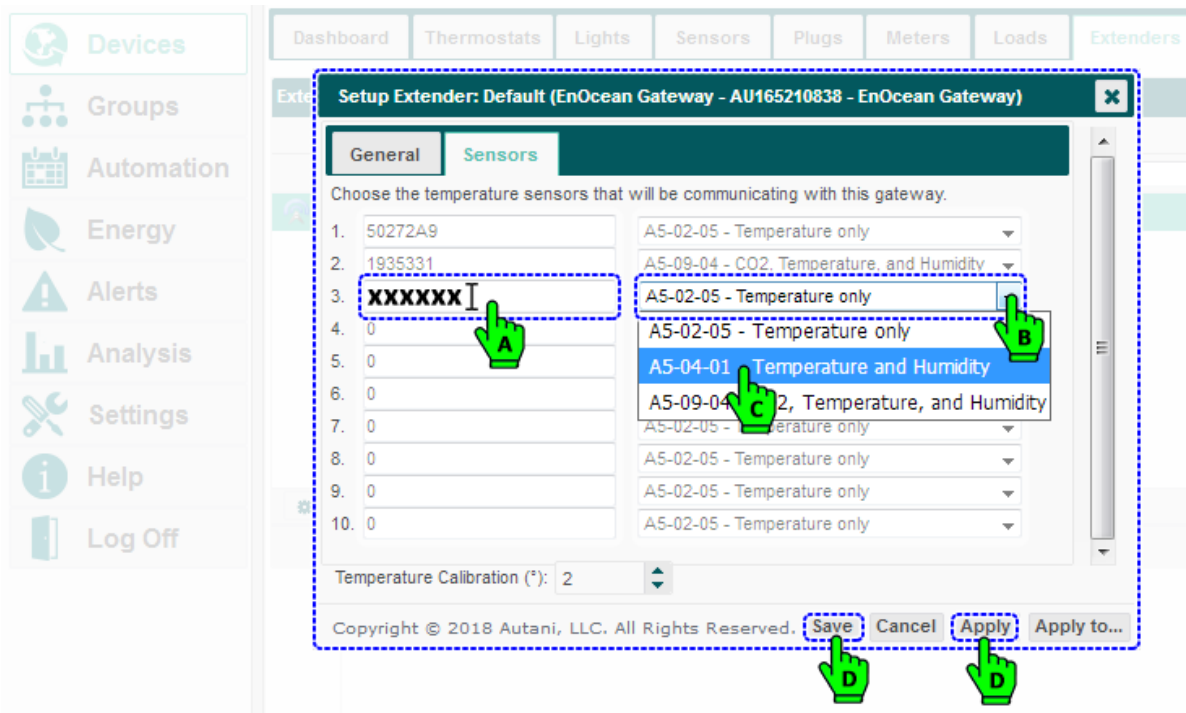 Devices
Groups
Automation
Energy
Alerts
Analysis
Settings
Help
Log Off
Dashboard Thermostats Lights Sensors Plugs Meters Loads Extenders
Exte
Setup Extender: Default (EnOcean Gateway - AU165210838 - EnOcean Gateway)
General Sensors
Choose the temperature sensors that will be communicating with this gateway.
1. 50272A9 A5-02-05 - Temperature only
2. 1935331 A5-09-04 - CO2, Temperature, and Humidity
3. XXXXXX A5-02-05 - Temperature only
A B
4. 0 A5-02-05 - Temperature only
5. 0 A5-04-01 - Temperature and Humidity
C
6. 0 A5-09-04 2, Temperature, and Humidity
7. 0 A5-02-05 - Temperature only
8. 0 A5-02-05 - Temperature only
9. 0 A5-02-05 - Temperature only
10. 0 A5-02-05 - Temperature only
Temperature Calibration (°): 2
Copyright © 2018 Autani, LLC. All Rights Reserved. Save Cancel Apply Apply to...
D D